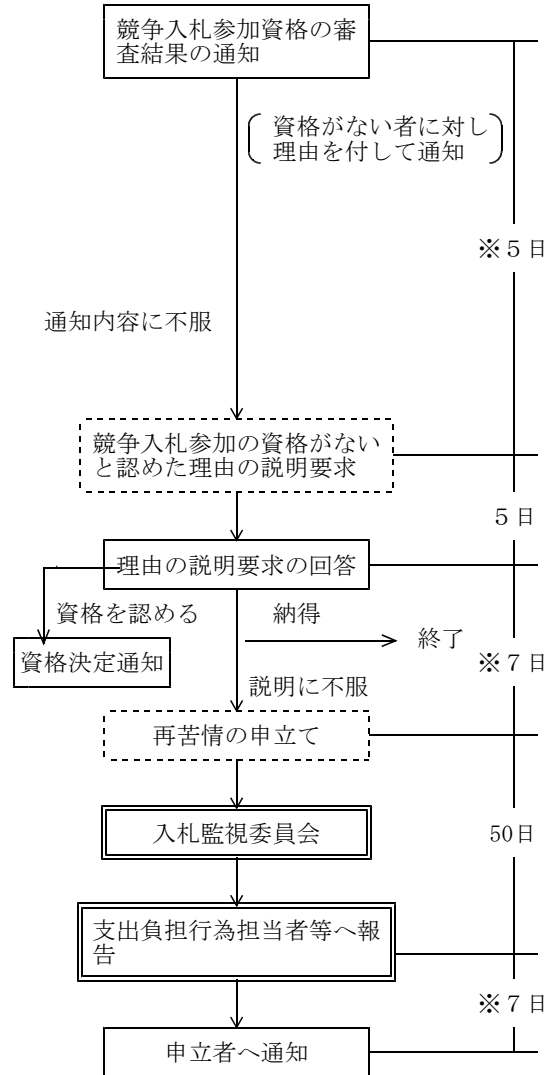 競争入札参加資格の審
査結果の通知
資格がない者に対し
理由を付して通知
※５日
通知内容に不服
競争入札参加の資格がない
と認めた理由の説明要求
５日
理由の説明要求の回答
資格を認める
納得
終了
資格決定通知
※７日
説明に不服
再苦情の申立て
入札監視委員会
50日
支出負担行為担当者等へ報
告
※７日
申立者へ通知